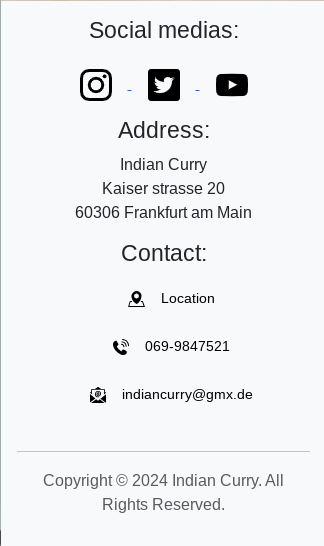 Social medias:
Address:
Indian Curry
Kaiser strasse 20
60306 Frankfurt am Main
Contact:
Location
069-9847521
indiancurry@gmx.de
Copyright © 2024 Indian Curry. All
Rights Reserved.